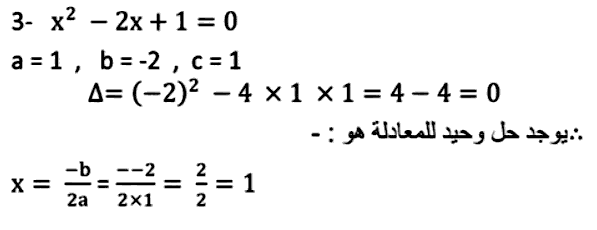 3- x² − 2x + 1 = 0
a = 1 , b = -2 , c = 1
Δ= (−2)² − 4 × 1 × 1 = 4 − 4 = 0
∴يوجد حل وحيد للمعادلة هو : -
x = −b/2a = −−2/2×1 = 2/2 = 1